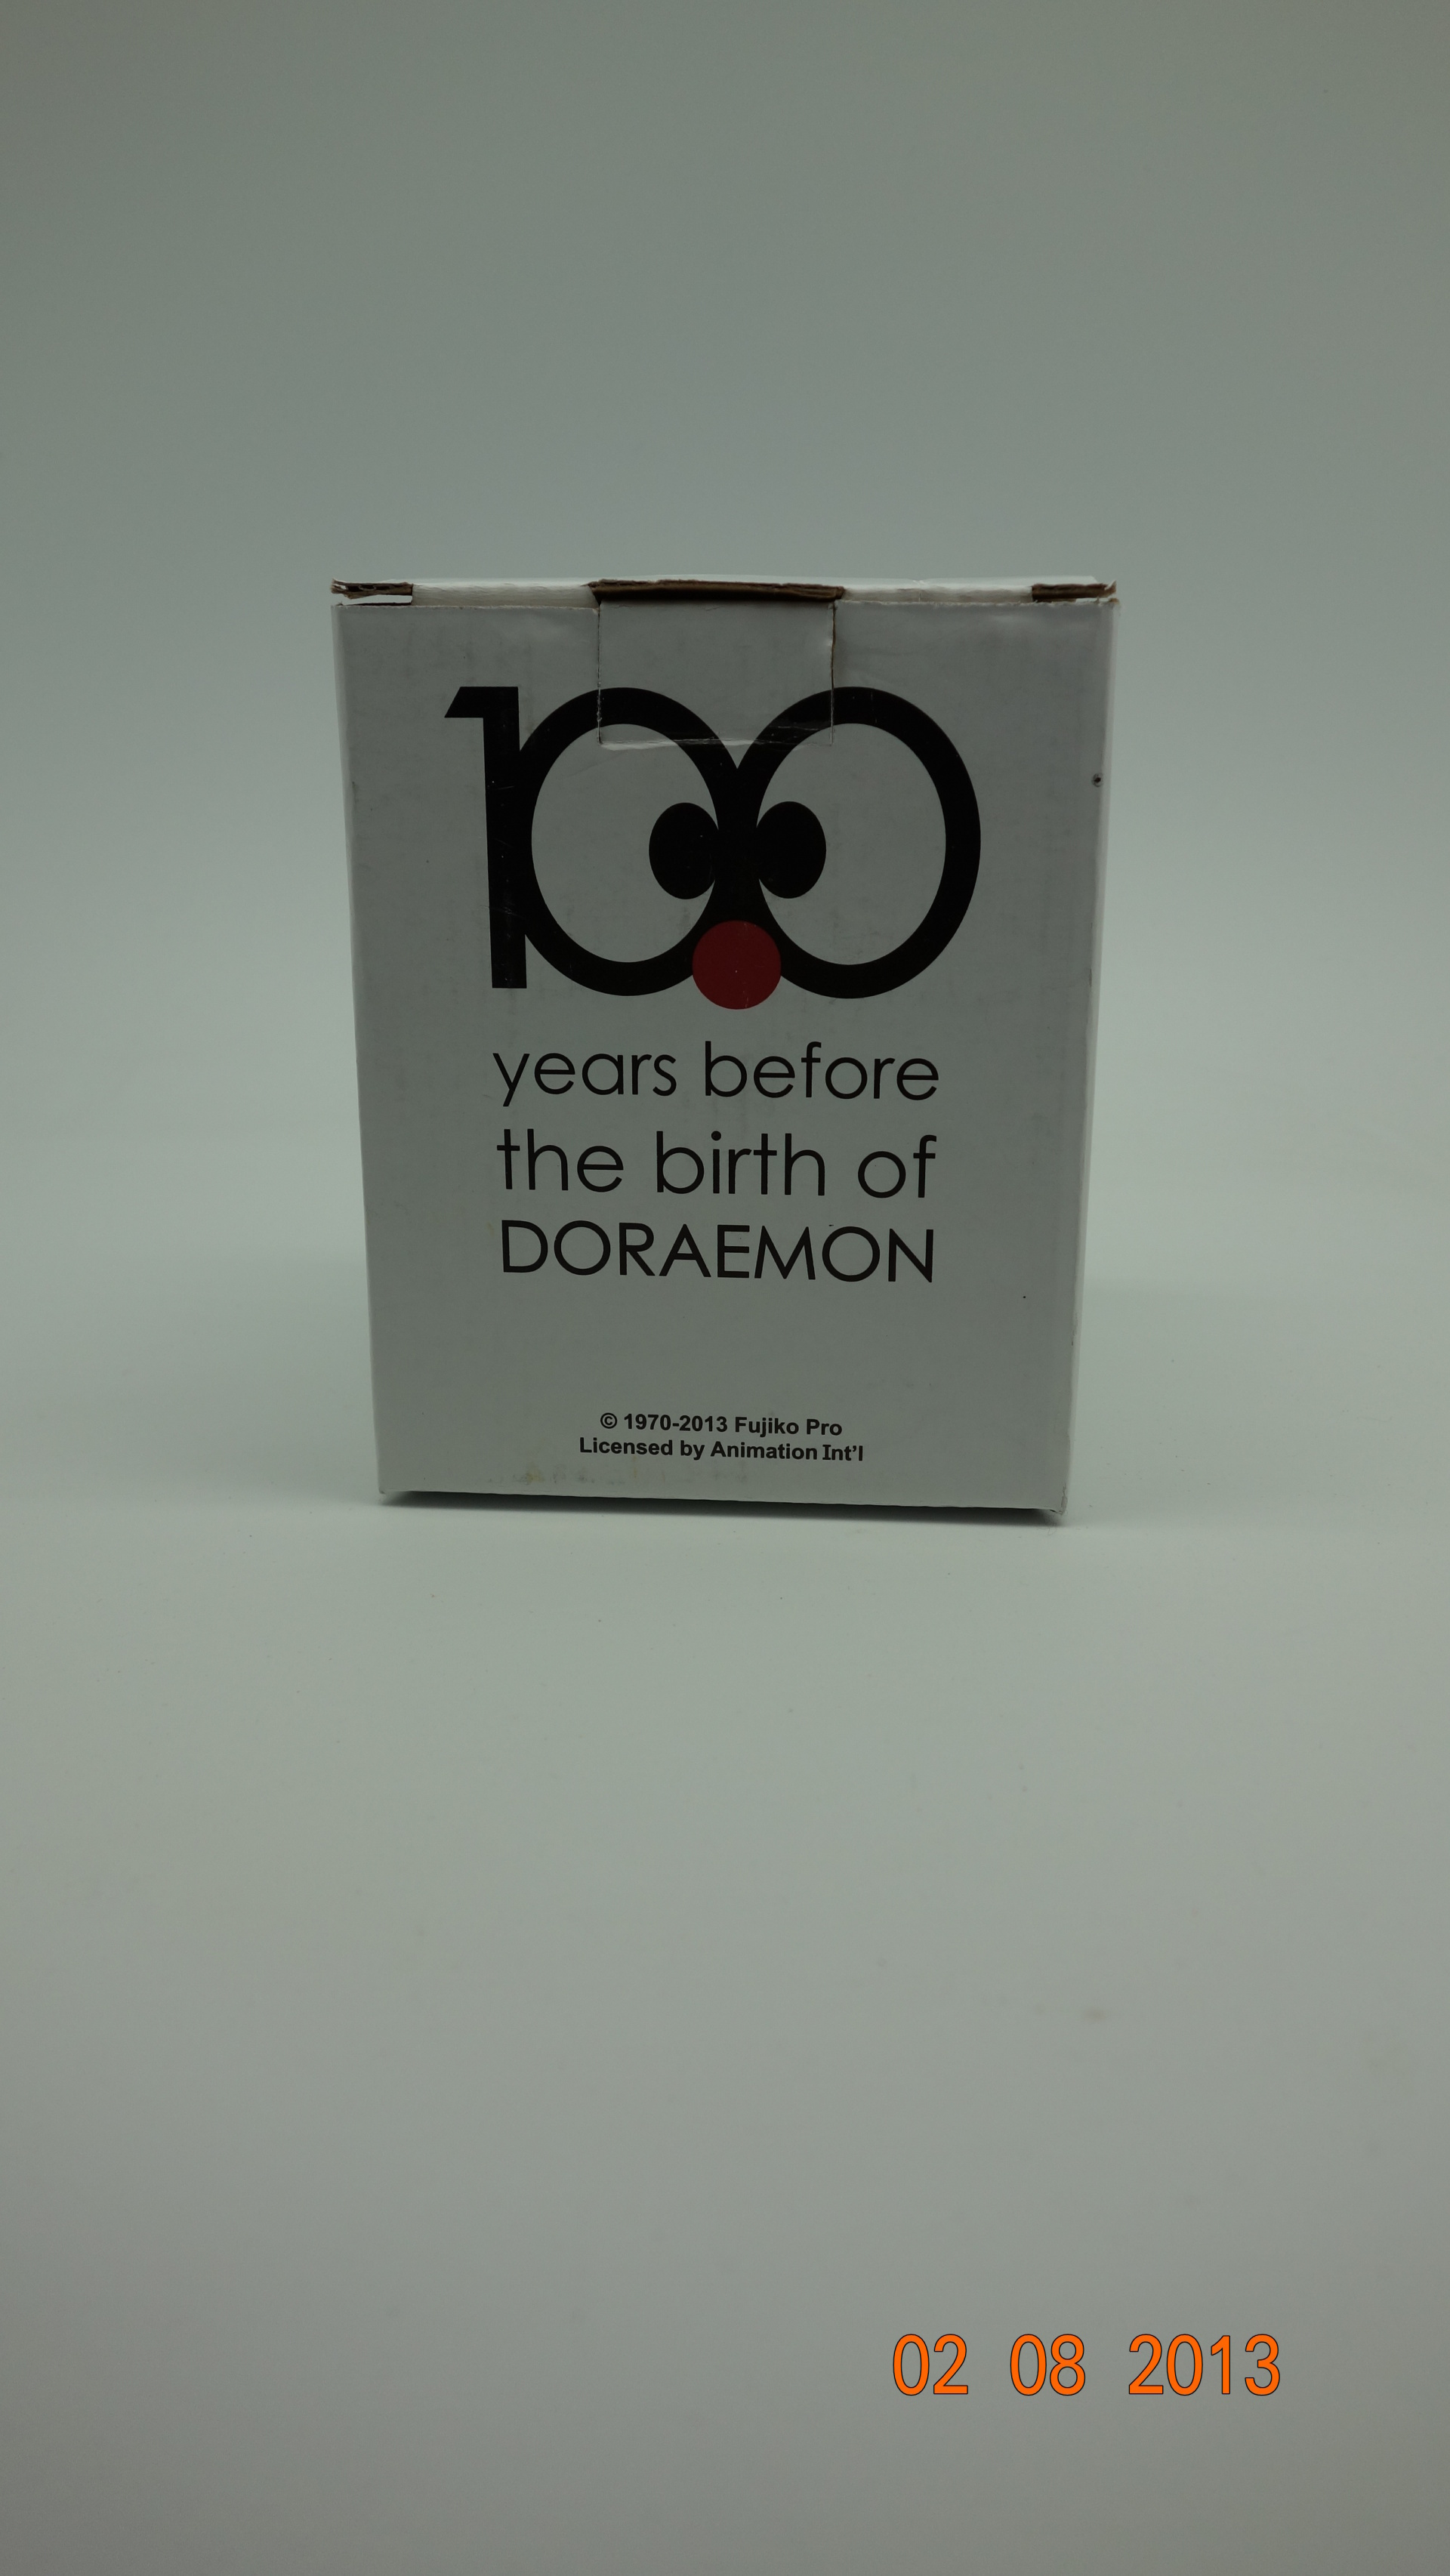 100
years before
the birth of
DORAEMON
© 1970-2013 Fujiko Pro
Licensed by Animation Int'l
02 08 2013